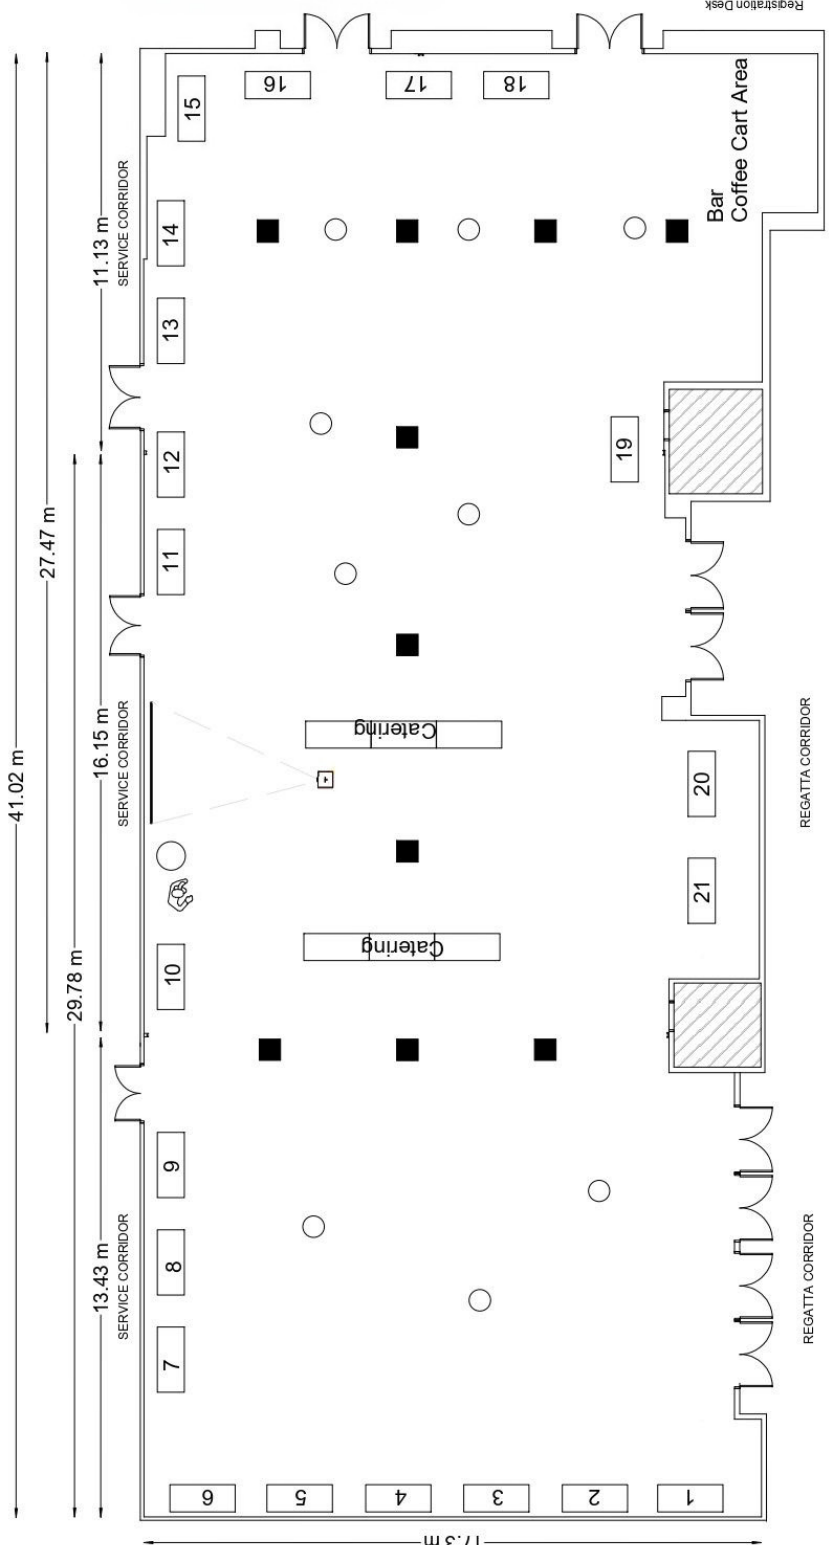 Registration Desk
16
17
18
15
Bar
Coffee Cart Area
SERVICE CORRIDOR
11.13 m
14
13
19
12
27.47 m
11
Catering
16.15 m
SERVICE CORRIDOR
REGATTA CORRIDOR
41.02 m
20
21
Catering
10
29.78 m
9
13.43 m
SERVICE CORRIDOR
REGATTA CORRIDOR
8
7
6
5
4
3
2
1
17.3 m